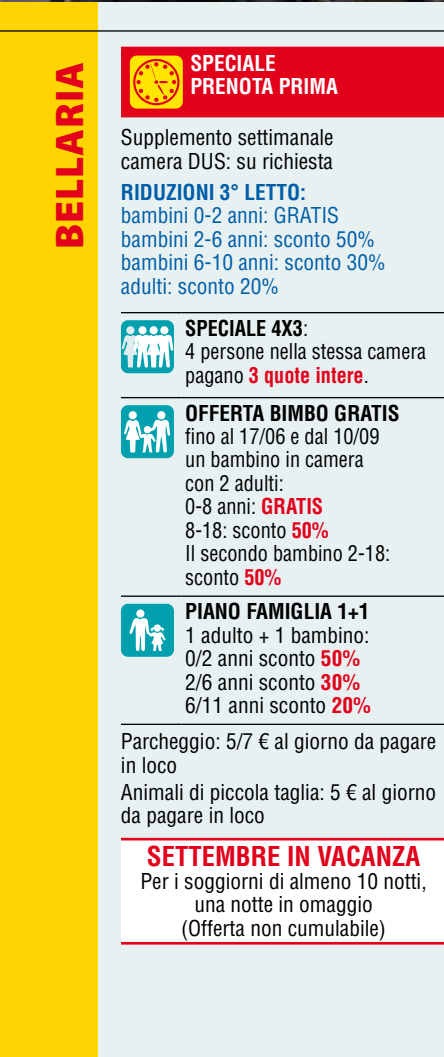 BELLARIA
SPECIALE
PRENOTA PRIMA
Supplemento settimanale
camera DUS: su richiesta
RIDUZIONI 3° LETTO:
bambini 0-2 anni: GRATIS
bambini 2-6 anni: sconto 50%
bambini 6-10 anni: sconto 30%
adulti: sconto 20%
SPECIALE 4X3:
4 persone nella stessa camera
pagano 3 quote intere.
OFFERTA BIMBO GRATIS
fino al 17/06 e dal 10/09
un bambino in camera
con 2 adulti:
0-8 anni: GRATIS
8-18: sconto 50%
Il secondo bambino 2-18:
sconto 50%
PIANO FAMIGLIA 1+1
1 adulto + 1 bambino:
0/2 anni sconto 50%
2/6 anni sconto 30%
6/11 anni sconto 20%
Parcheggio: 5/7 € al giorno da pagare
in loco
Animali di piccola taglia: 5 € al giorno
da pagare in loco
SETTEMBRE IN VACANZA
Per i soggiorni di almeno 10 notti,
una notte in omaggio
(Offerta non cumulabile)